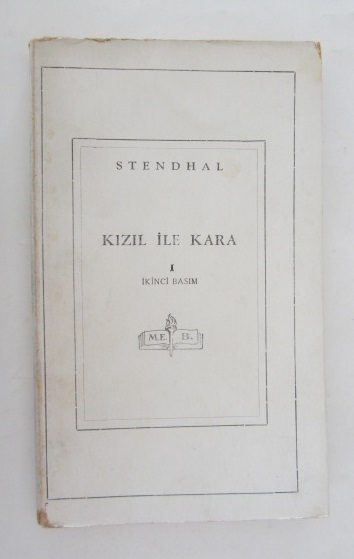 STENDHAL
KIZIL İLE KARA
I
İKİNCİ BASIM
M.E. B.